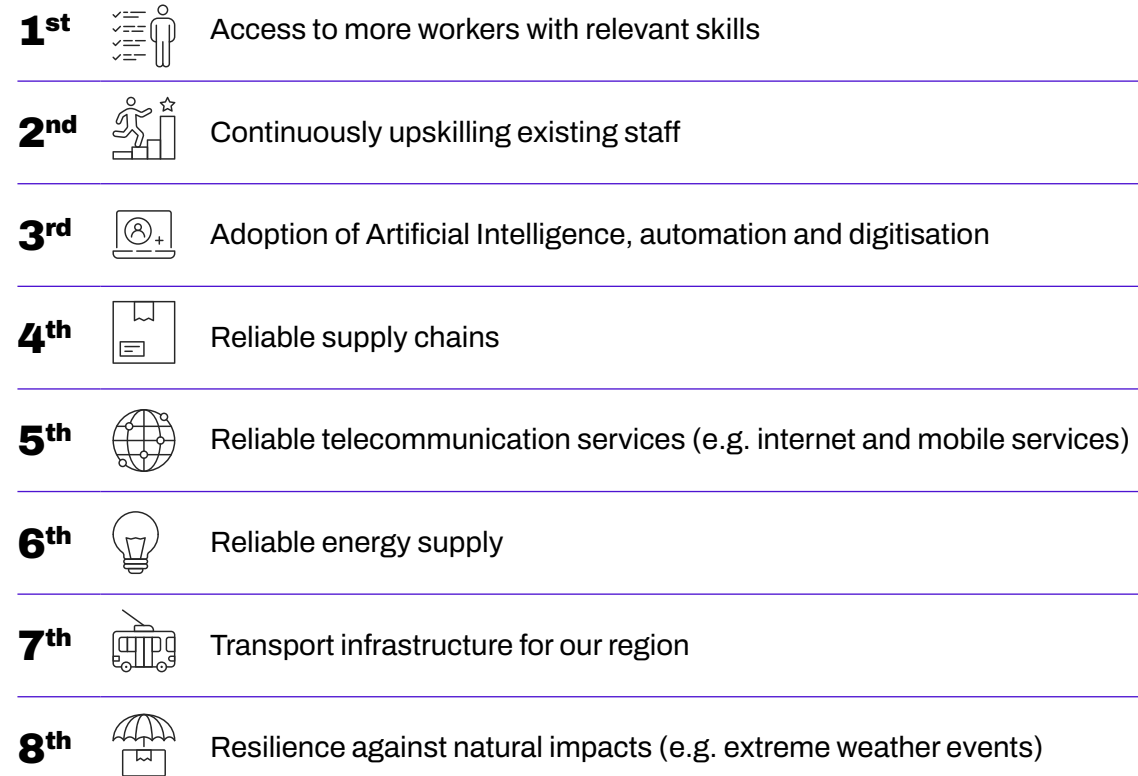 1st Access to more workers with relevant skills
2nd Continuously upskilling existing staff
3rd Adoption of Artificial Intelligence, automation and digitisation
4th Reliable supply chains
5th Reliable telecommunication services (e.g. internet and mobile services)
6th Reliable energy supply
7th Transport infrastructure for our region
8th Resilience against natural impacts (e.g. extreme weather events)